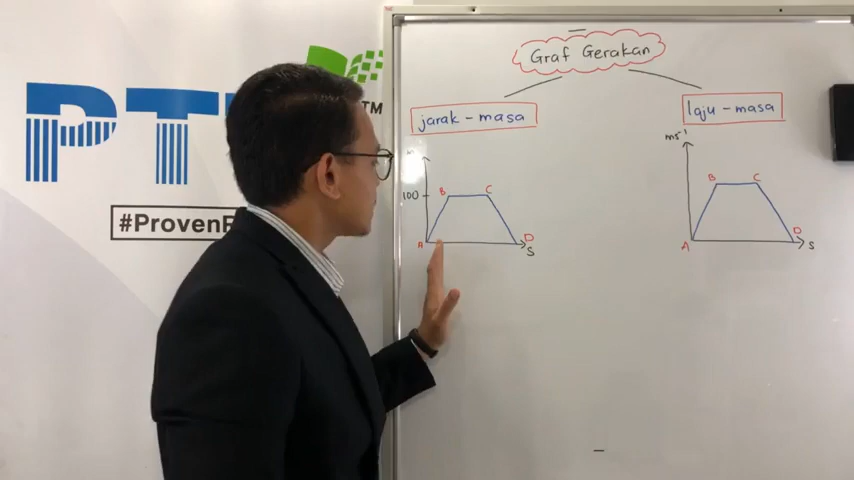 PT
TM
#ProvenR
Graf Gerakan
jarak - masa
laju - masa
m
100
A
B
C
D
S
ms⁻¹
A
B
C
D
S